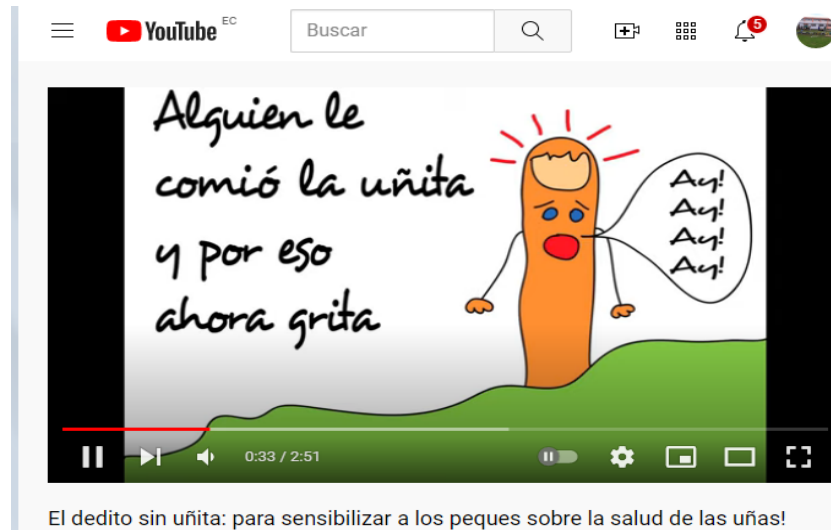 YouTube EC
Buscar
5
Alguien le
comió la uñita
y por eso
ahora grita
Ay!
Ay!
Ay!
Ay!
0:33 / 2:51
El dedito sin uñita: para sensibilizar a los peques sobre la salud de las uñas!